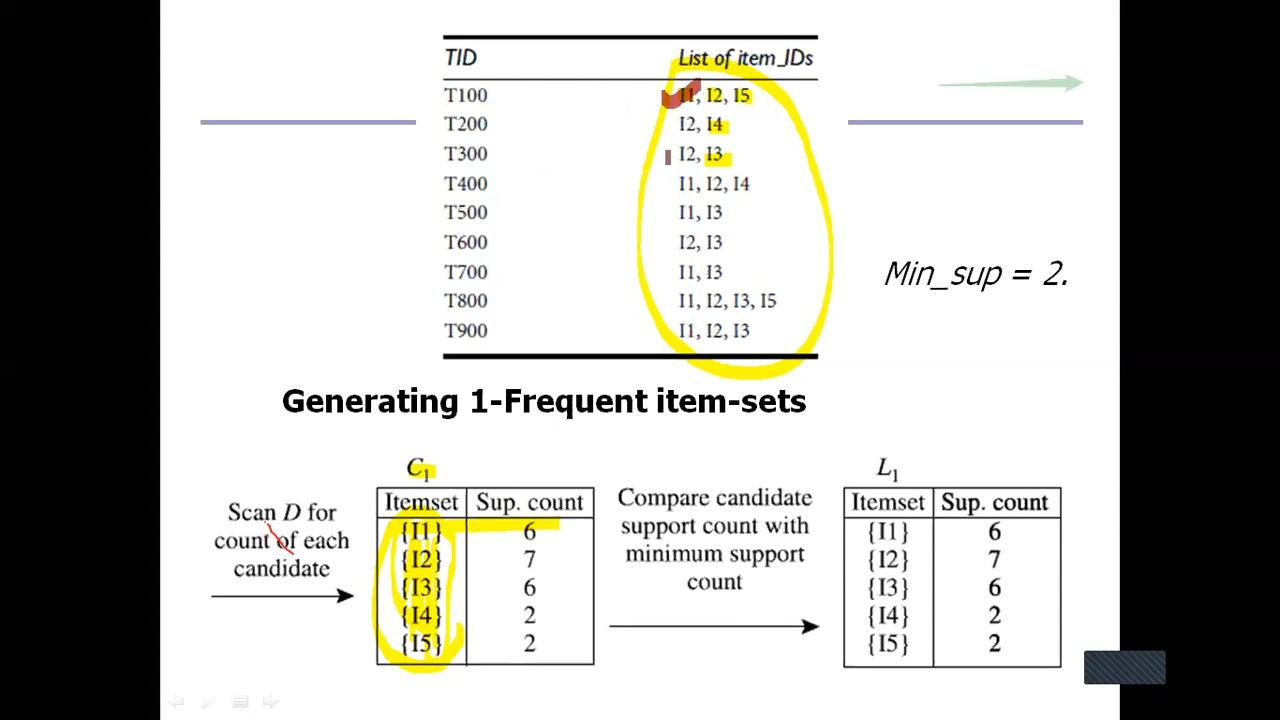 TID List of item_IDs
T100 I1, I2, I5
T200 I2, I4
T300 I2, I3
T400 I1, I2, I4
T500 I1, I3
T600 I2, I3
T700 I1, I3
T800 I1, I2, I3, I5
T900 I1, I2, I3
Min_sup = 2.
Generating 1-Frequent item-sets
Scan D for
count of each
candidate
C1
Itemset Sup. count
{I1} 6
{I2} 7
{I3} 6
{I4} 2
{I5} 2
Compare candidate
support count with
minimum support
count
L1
Itemset Sup. count
{I1} 6
{I2} 7
{I3} 6
{I4} 2
{I5} 2